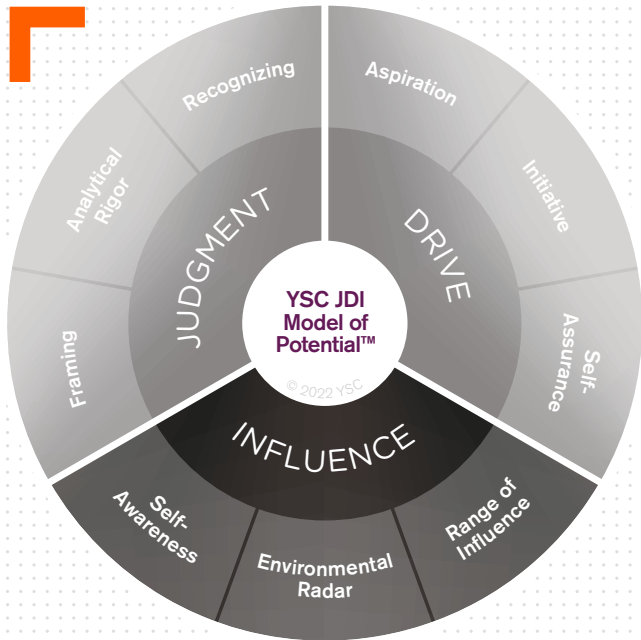 Recognizing
Aspiration
Analytical
Rigor
Initiative
JUDGMENT
DRIVE
YSC JDI
Model of
Potential™
© 2022 YSC
Framing
Self-
Assurance
INFLUENCE
Self-
Awareness
Environmental
Radar
Range of
Influence